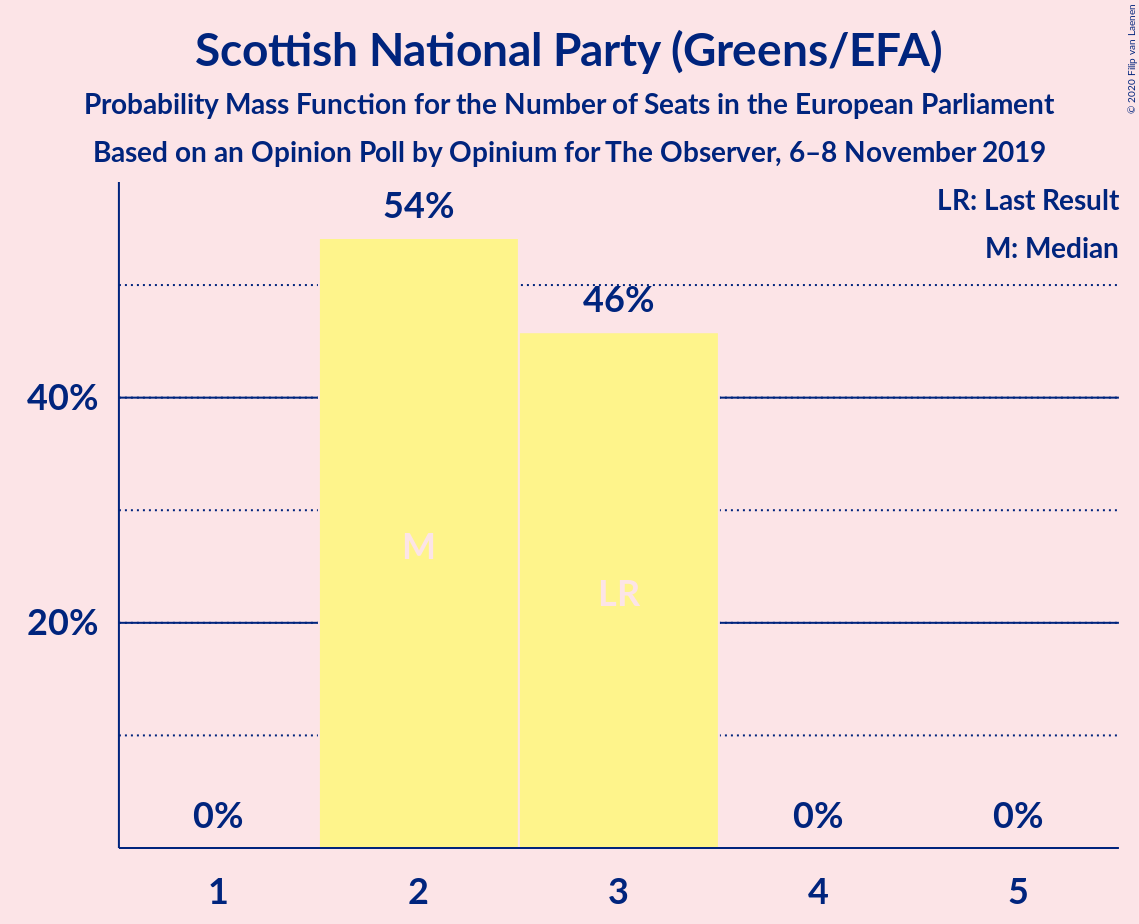 Scottish National Party (Greens/EFA)
Probability Mass Function for the Number of Seats in the European Parliament
Based on an Opinion Poll by Opinium for The Observer, 6–8 November 2019
© 2020 Filip van Laenen
LR: Last Result
M: Median
54%
46%
40%
M
LR
20%
0%
0%
0%
1
2
3
4
5